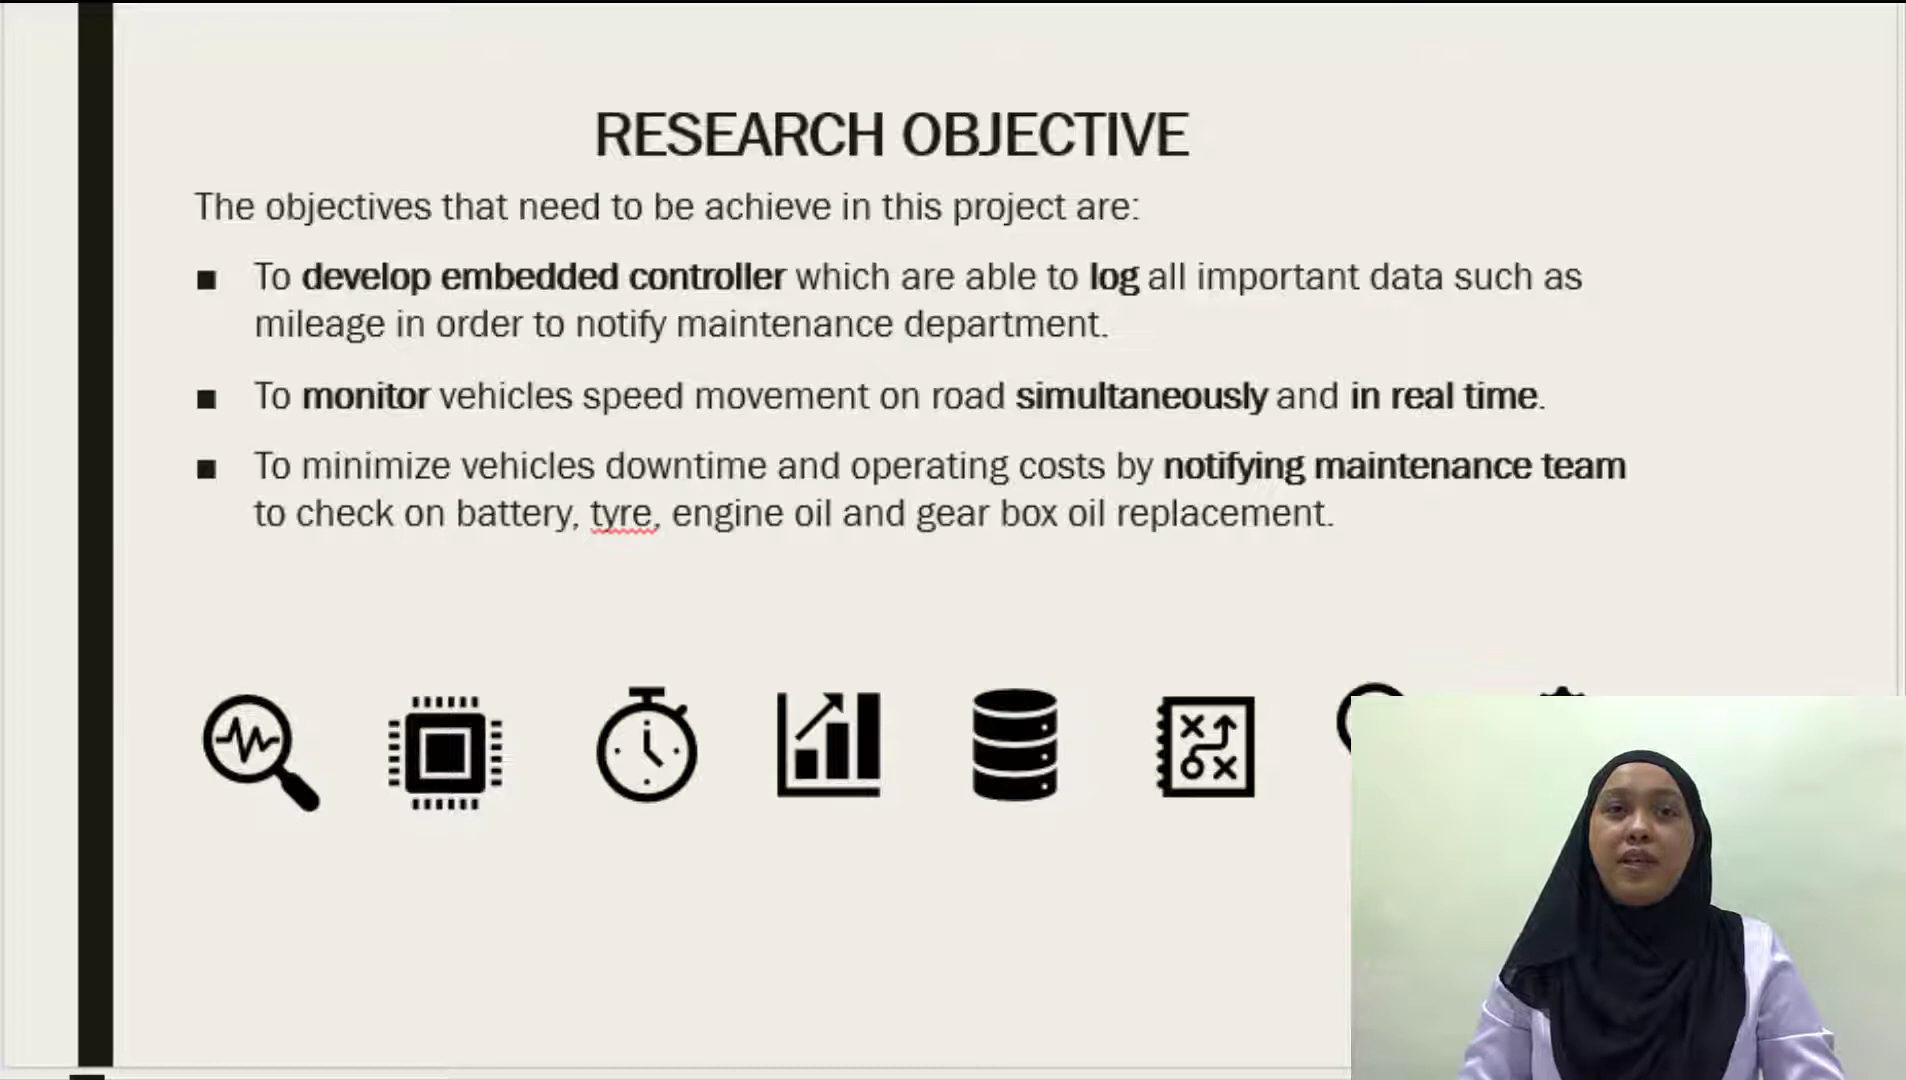 RESEARCH OBJECTIVE
The objectives that need to be achieve in this project are:
■ To develop embedded controller which are able to log all important data such as
mileage in order to notify maintenance department.
■ To monitor vehicles speed movement on road simultaneously and in real time.
■ To minimize vehicles downtime and operating costs by notifying maintenance team
to check on battery, tyre, engine oil and gear box oil replacement.